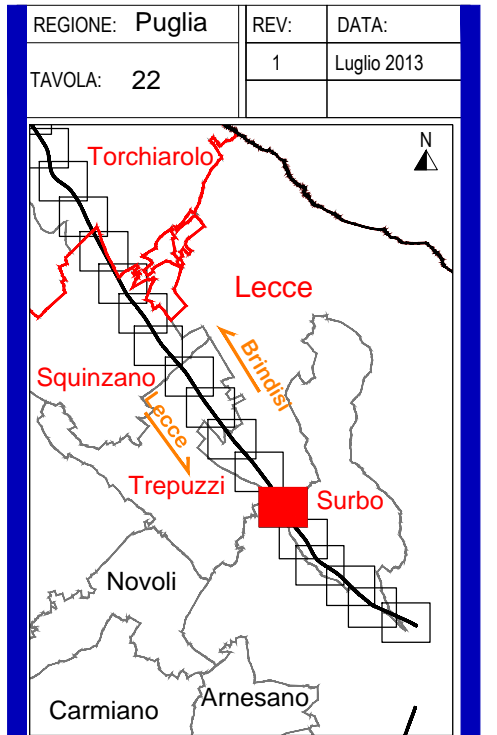 REGIONE: Puglia
REV:
DATA:
1
Luglio 2013
TAVOLA: 22
N
Torchiarolo
Lecce
Brindisi
Squinzano
Lecce
Trepuzzi
Surbo
Novoli
Arnesano
Carmiano